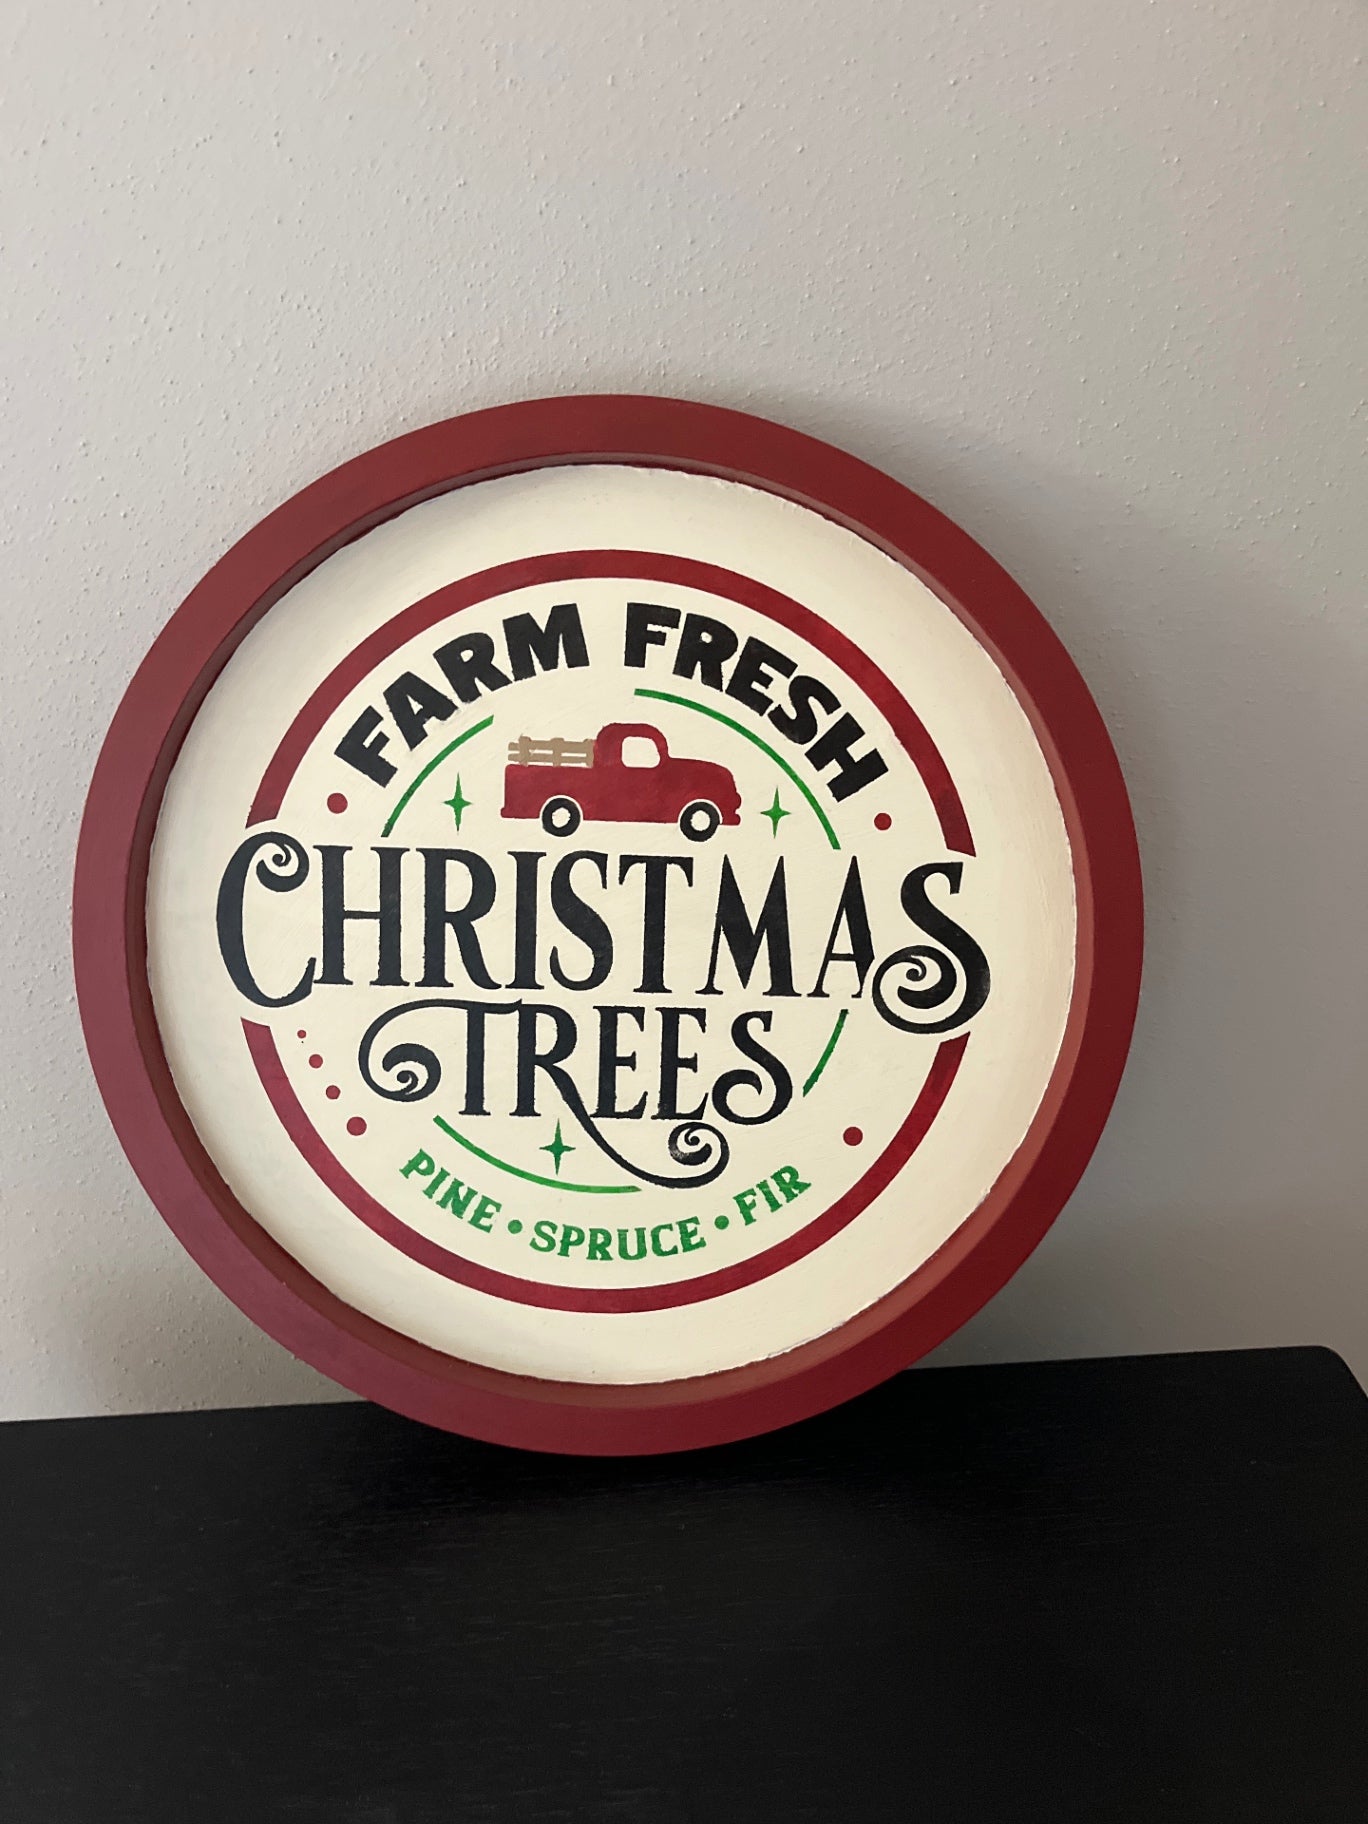 FARM FRESH
CHRISTMAS
TREES
PINE • SPRUCE • FIR